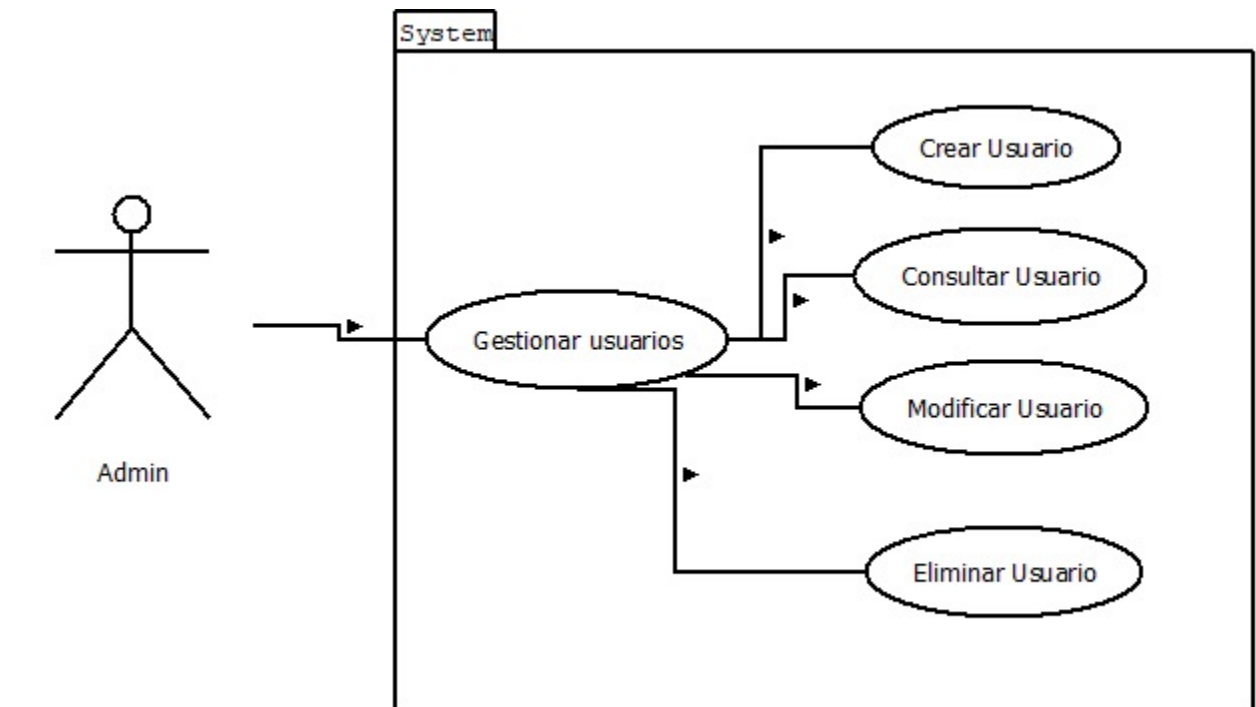 System
Crear Usuario
Consultar Usuario
Gestionar usuarios
Modificar Usuario
Admin
Eliminar Usuario